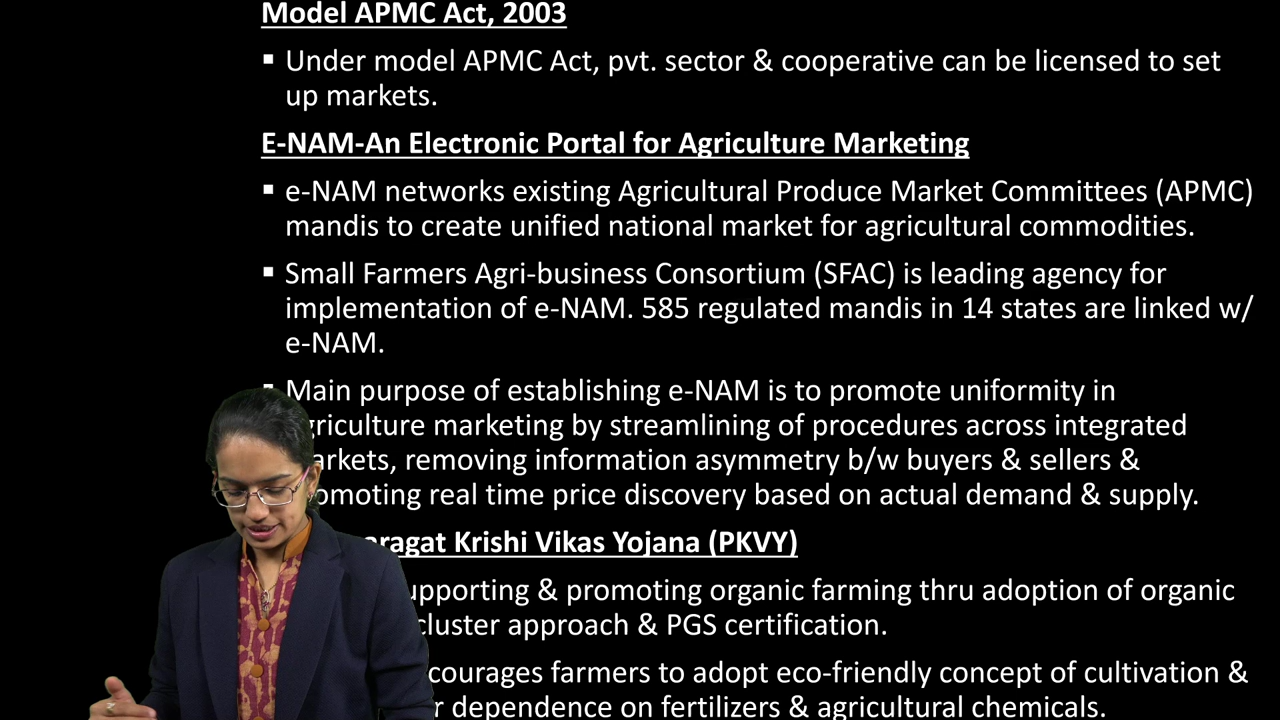 Model APMC Act, 2003
▪ Under model APMC Act, pvt. sector & cooperative can be licensed to set
up markets.
E-NAM-An Electronic Portal for Agriculture Marketing
▪ e-NAM networks existing Agricultural Produce Market Committees (APMC)
mandis to create unified national market for agricultural commodities.
▪ Small Farmers Agri-business Consortium (SFAC) is leading agency for
implementation of e-NAM. 585 regulated mandis in 14 states are linked w/
e-NAM.
▪ Main purpose of establishing e-NAM is to promote uniformity in
griculture marketing by streamlining of procedures across integrated
arkets, removing information asymmetry b/w buyers & sellers &
omoting real time price discovery based on actual demand & supply.
aragat Krishi Vikas Yojana (PKVY)
upporting & promoting organic farming thru adoption of organic
cluster approach & PGS certification.
courages farmers to adopt eco-friendly concept of cultivation &
r dependence on fertilizers & agricultural chemicals.